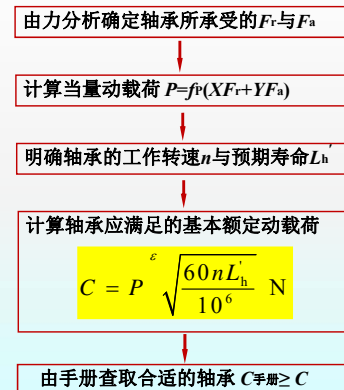 由力分析确定轴承所承受的Fr与Fa
计算当量动载荷 P=fP(XFr+YFa)
明确轴承的工作转速n与预期寿命Lh'
计算轴承应满足的基本额定动载荷
C = P ε√(60nLh'/10⁶) N
由手册查取合适的轴承 C手册≥ C